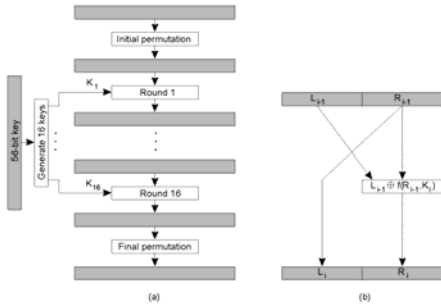 Initial permutation
K1
Round 1
56-bit key
Generate 16 keys
K16
Round 16
Final permutation
(a)
Li-1 Ri-1
Li-1 ⊕ f(Ri-1,Ki)
Li Ri
(b)